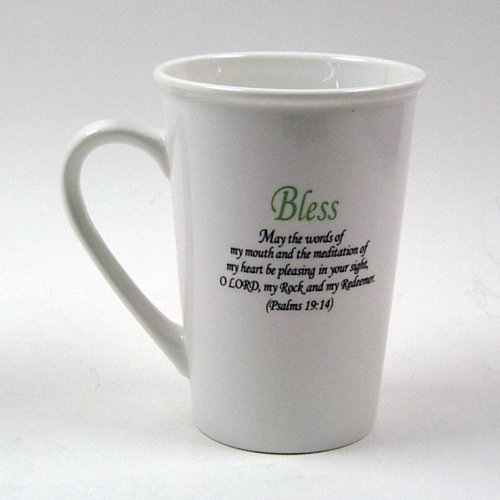 Bless
May the words of
my mouth and the meditation of
my heart be pleasing in your sight,
O LORD, my Rock and my Redeemer.
(Psalms 19:14)